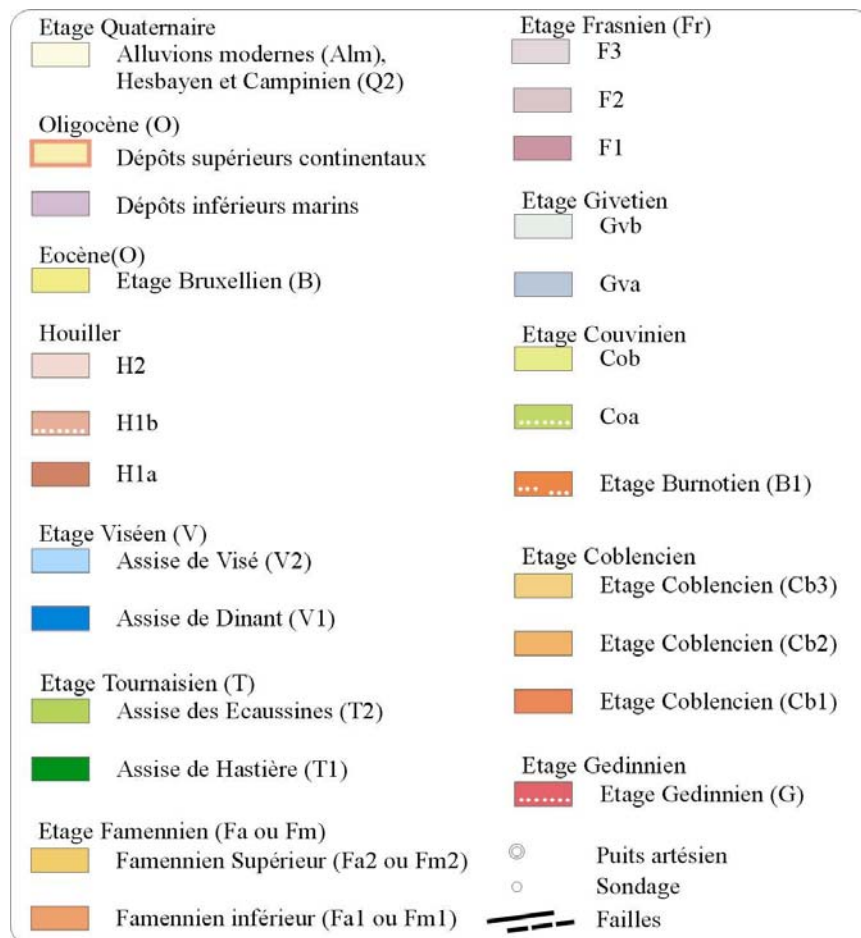 Etage Quaternaire
Alluvions modernes (Alm),
Hesbayen et Campinien (Q2)
Oligocène (O)
Dépôts supérieurs continentaux
Dépôts inférieurs marins
Eocène(O)
Etage Bruxellien (B)
Houiller
H2
H1b
H1a
Etage Viséen (V)
Assise de Visé (V2)
Assise de Dinant (V1)
Etage Tournaisien (T)
Assise des Ecaussines (T2)
Assise de Hastière (T1)
Etage Famennien (Fa ou Fm)
Famennien Supérieur (Fa2 ou Fm2)
Famennien inférieur (Fa1 ou Fm1)
Etage Frasnien (Fr)
F3
F2
F1
Etage Givetien
Gvb
Gva
Etage Couvinien
Cob
Coa
Etage Burnotien (B1)
Etage Coblencien
Etage Coblencien (Cb3)
Etage Coblencien (Cb2)
Etage Coblencien (Cb1)
Etage Gedinnien
Etage Gedinnien (G)
Puits artésien
Sondage
Failles